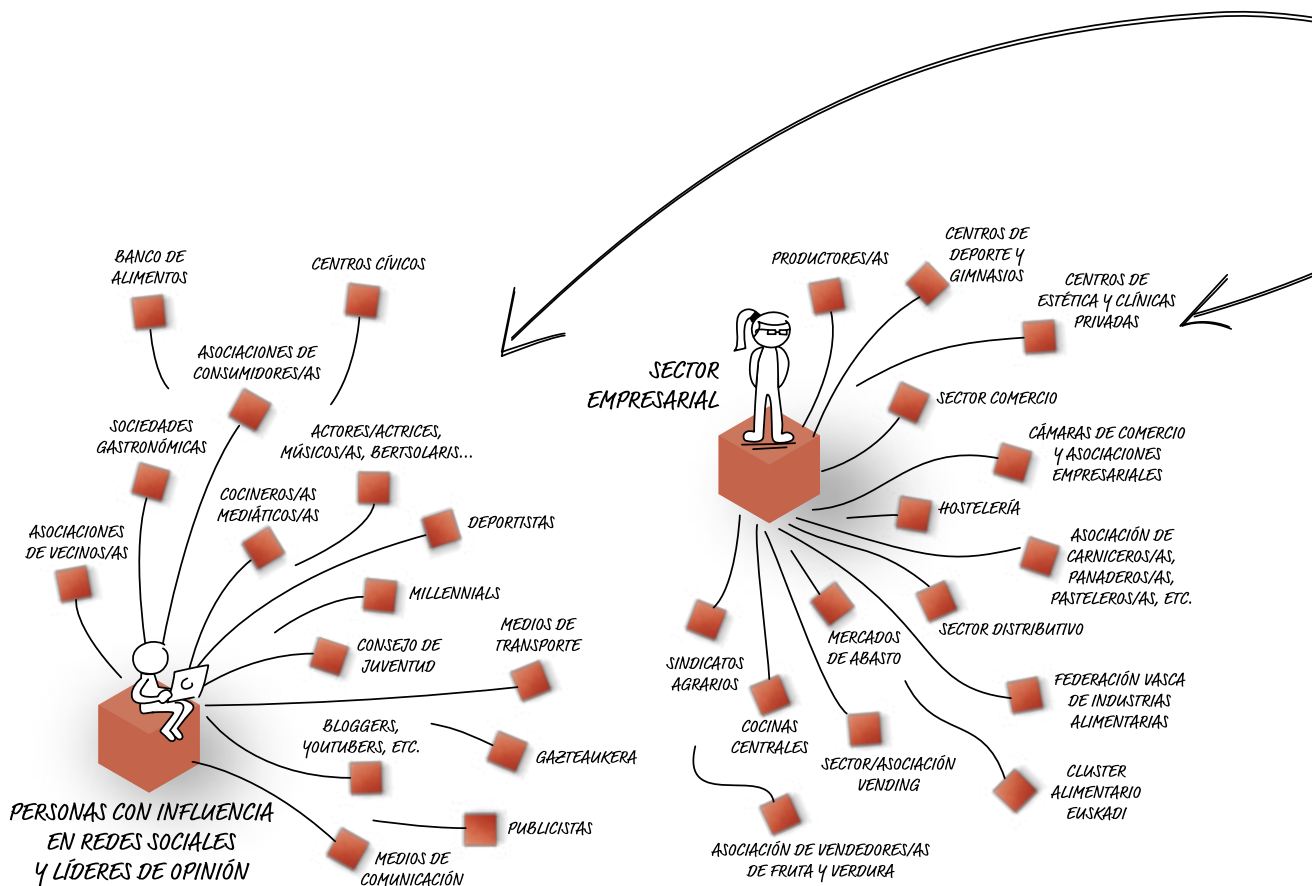 BANCO DE
ALIMENTOS
CENTROS CÍVICOS
ASOCIACIONES DE
CONSUMIDORES/AS
SOCIEDADES
GASTRONÓMICAS
ACTORES/ACTRICES,
MÚSICOS/AS, BERTSOLARIS...
COCINEROS/AS
MEDIÁTICOS/AS
ASOCIACIONES
DE VECINOS/AS
DEPORTISTAS
MILLENNIALS
CONSEJO DE
JUVENTUD
MEDIOS DE
TRANSPORTE
BLOGGERS,
YOUTUBERS, ETC.
GAZTEAUKERA
PUBLICISTAS
MEDIOS DE
COMUNICACIÓN
PERSONAS CON INFLUENCIA
EN REDES SOCIALES
Y LÍDERES DE OPINIÓN
SECTOR
EMPRESARIAL
PRODUCTORES/AS
CENTROS DE
DEPORTE Y
GIMNASIOS
CENTROS DE
ESTÉTICA Y CLÍNICAS
PRIVADAS
SECTOR COMERCIO
CÁMARAS DE COMERCIO
Y ASOCIACIONES
EMPRESARIALES
HOSTELERÍA
ASOCIACIÓN DE
CARNICEROS/AS,
PANADEROS/AS,
PASTELEROS/AS, ETC.
SECTOR DISTRIBUTIVO
MERCADOS
DE ABASTO
SINDICATOS
AGRARIOS
FEDERACIÓN VASCA
DE INDUSTRIAS
ALIMENTARIAS
COCINAS
CENTRALES
SECTOR/ASOCIACIÓN
VENDING
CLUSTER
ALIMENTARIO
EUSKADI
ASOCIACIÓN DE VENDEDORES/AS
DE FRUTA Y VERDURA